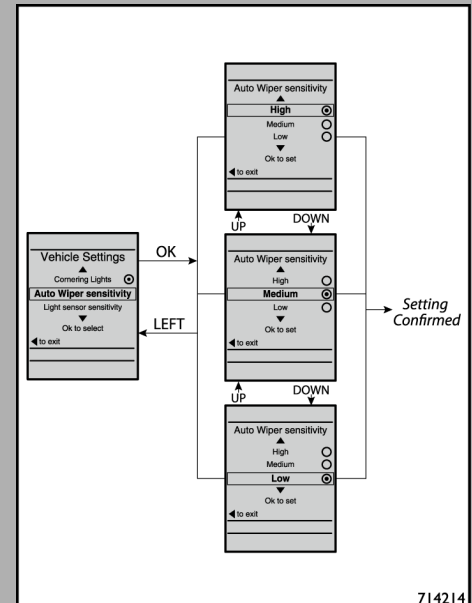 Vehicle Settings
Cornering Lights
Auto Wiper sensitivity
Light sensor sensitivity
Ok to select
to exit
OK
LEFT
Auto Wiper sensitivity
High
Medium
Low
Ok to set
to exit
UP
DOWN
Auto Wiper sensitivity
High
Medium
Low
Ok to set
to exit
UP
DOWN
Auto Wiper sensitivity
High
Medium
Low
Ok to set
to exit
Setting
Confirmed
714214